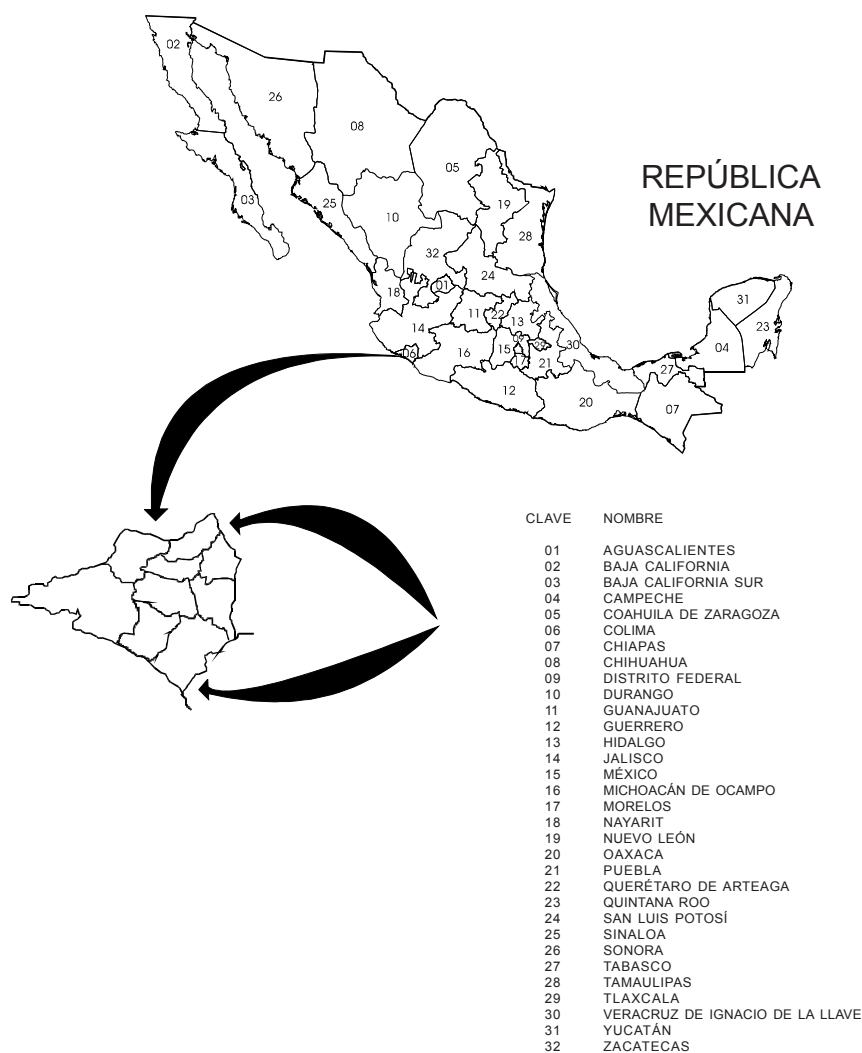 02
26
08
05
03
25
10
19
28
32
24
18
01
14
11
22
13
31
23
06
16
15
09
17
29
21
30
04
27
12
20
07
REPÚBLICA
MEXICANA
CLAVE NOMBRE
01 AGUASCALIENTES
02 BAJA CALIFORNIA
03 BAJA CALIFORNIA SUR
04 CAMPECHE
05 COAHUILA DE ZARAGOZA
06 COLIMA
07 CHIAPAS
08 CHIHUAHUA
09 DISTRITO FEDERAL
10 DURANGO
11 GUANAJUATO
12 GUERRERO
13 HIDALGO
14 JALISCO
15 MÉXICO
16 MICHOACÁN DE OCAMPO
17 MORELOS
18 NAYARIT
19 NUEVO LEÓN
20 OAXACA
21 PUEBLA
22 QUERÉTARO DE ARTEAGA
23 QUINTANA ROO
24 SAN LUIS POTOSÍ
25 SINALOA
26 SONORA
27 TABASCO
28 TAMAULIPAS
29 TLAXCALA
30 VERACRUZ DE IGNACIO DE LA LLAVE
31 YUCATÁN
32 ZACATECAS